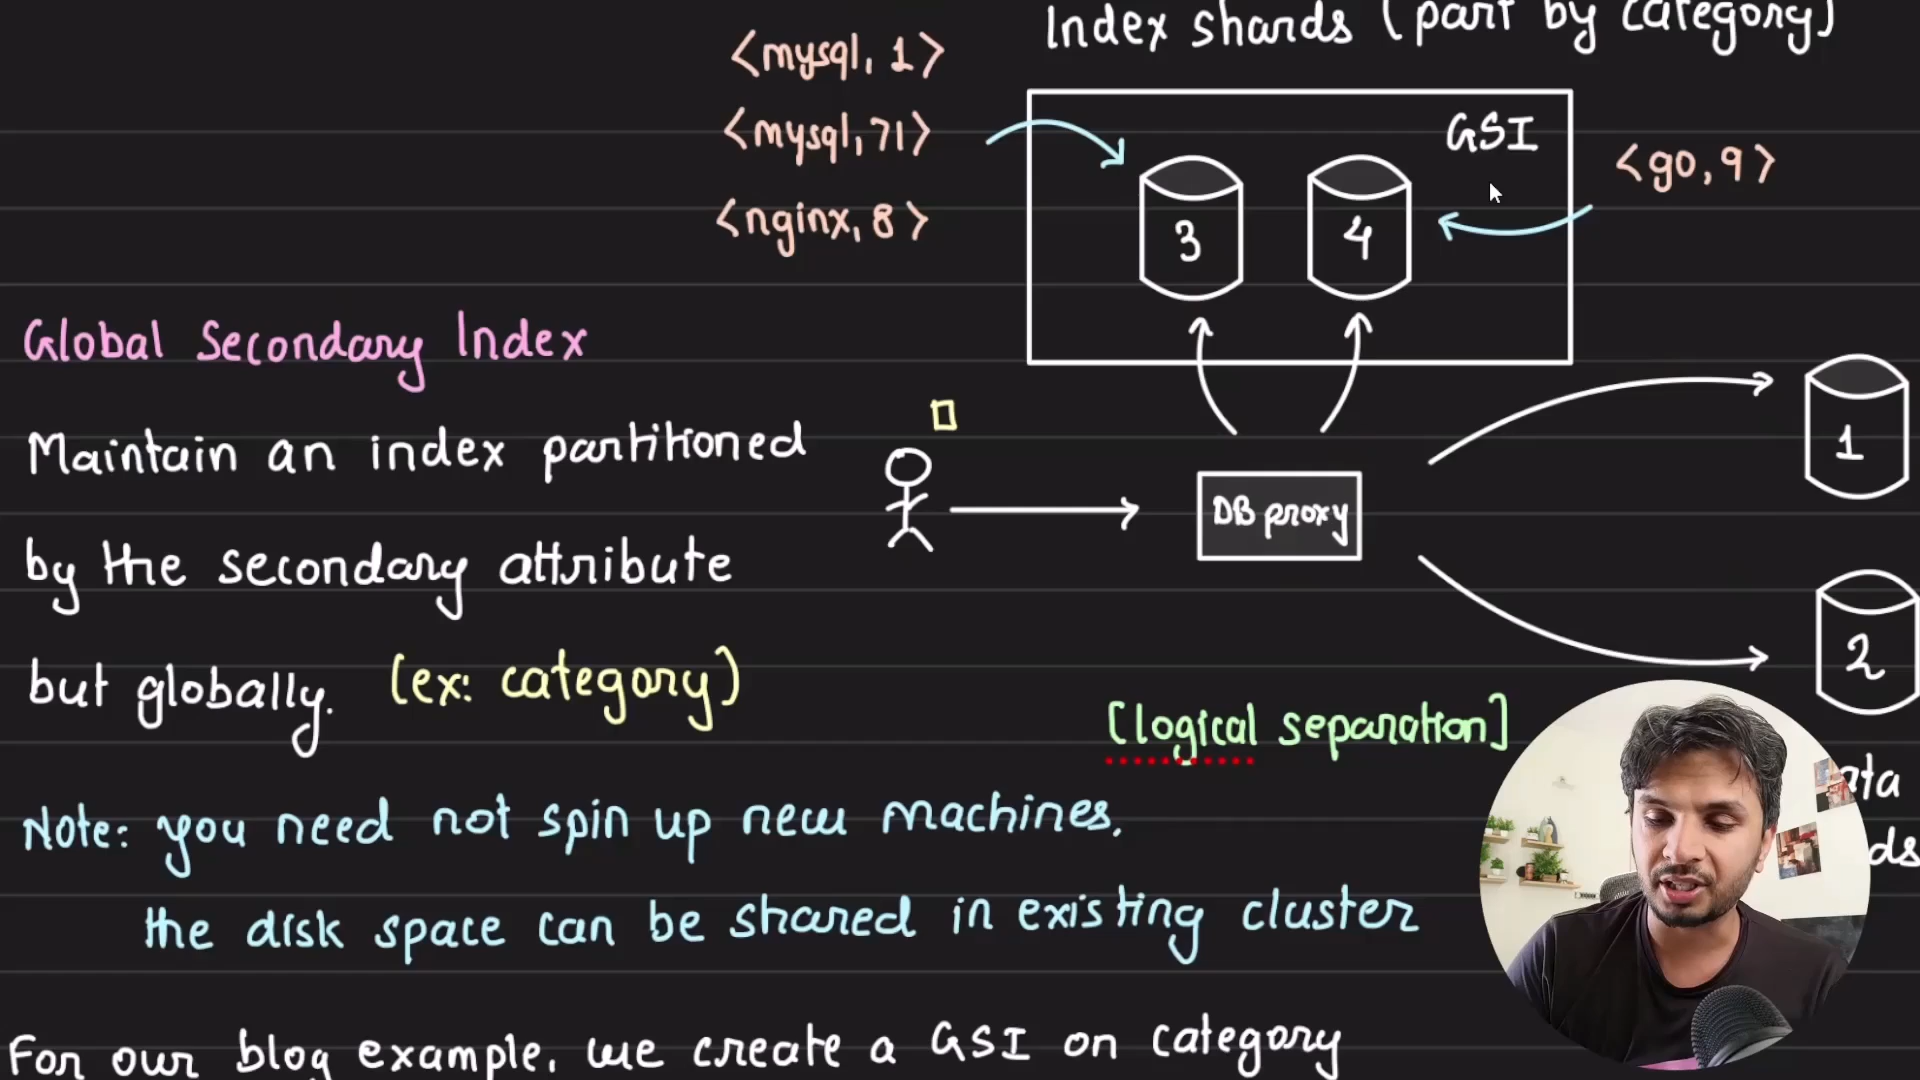 Index shards (part by category)
<mysql, 1>
<mysql, 71>
<nginx, 8>
GSI
<go, 9>
3
4
Global Secondary Index
Maintain an index partitioned
by the secondary attribute
but globally. (ex: category)
DB proxy
1
2
[logical separation]
Note: you need not spin up new machines.
the disk space can be shared in existing cluster
For our blog example, we create a GSI on category